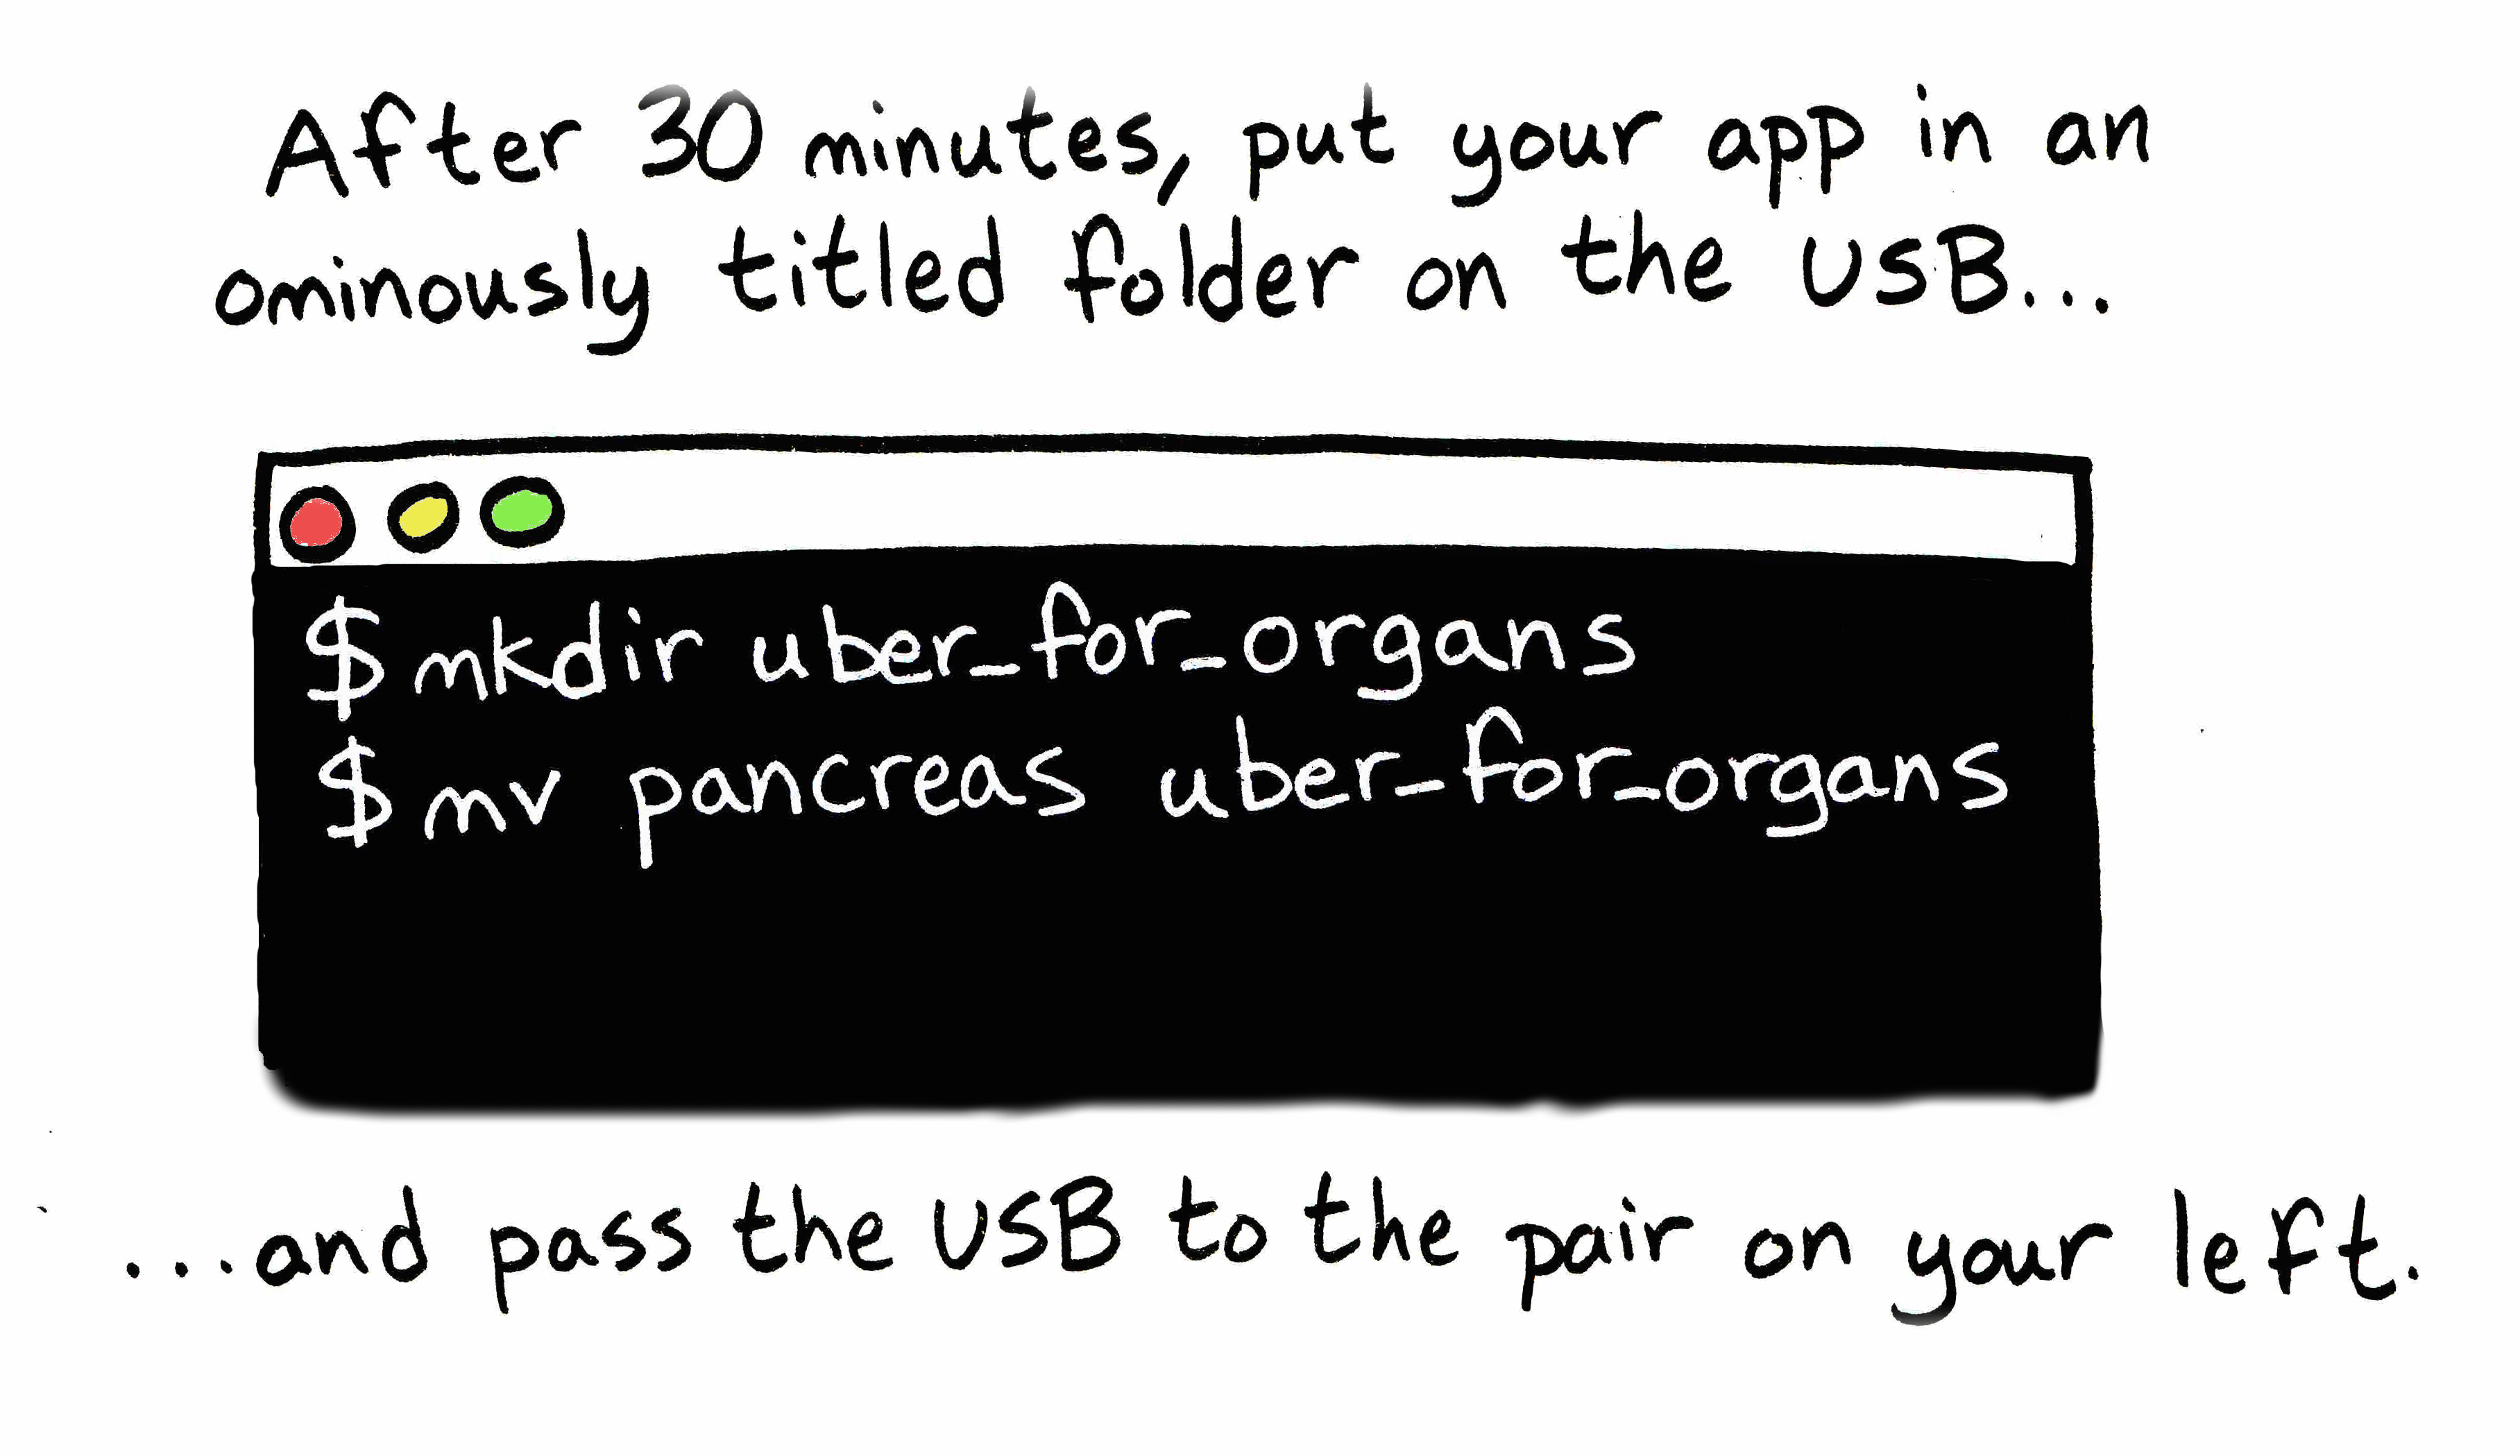 After 30 minutes, put your app in an
ominously titled folder on the USB...
$ mkdir uber_for_organs
$ mv pancreas uber_for_organs
...and pass the USB to the pair on your left.